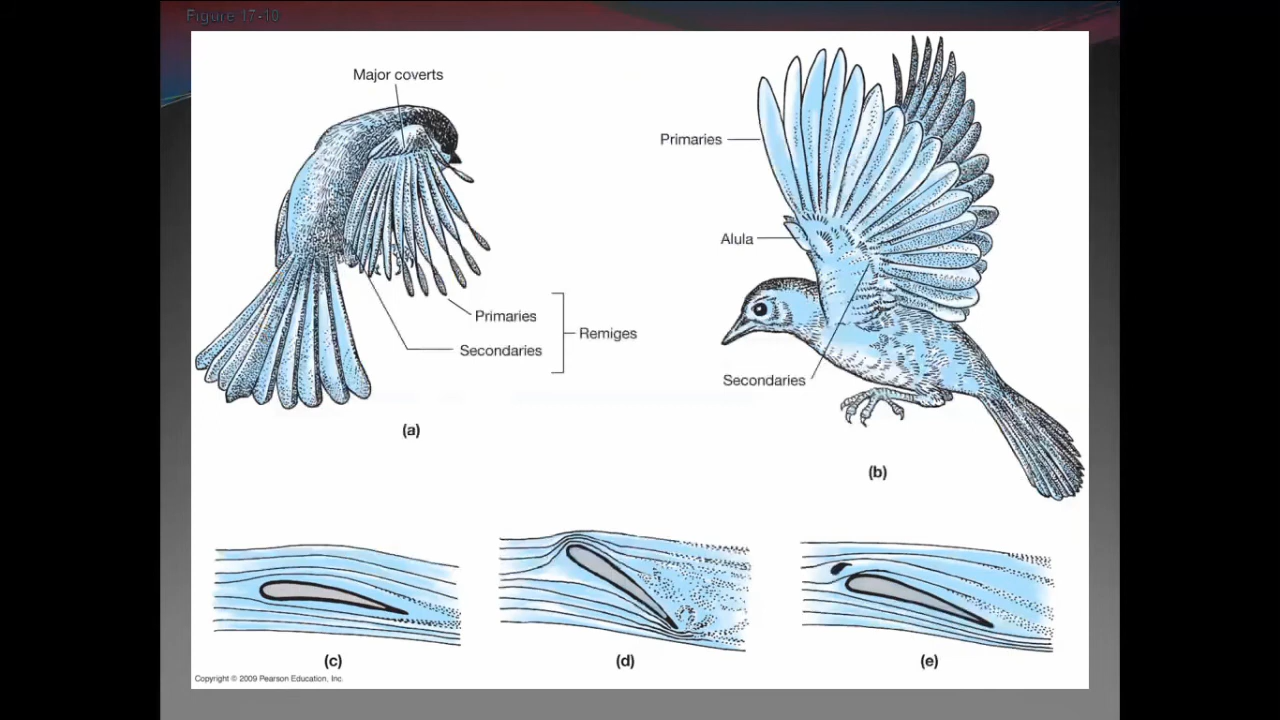 Figure 17-10
Major coverts
Primaries
Secondaries
Remiges
(a)
Primaries
Alula
Secondaries
(b)
(c)
(d)
(e)
Copyright © 2009 Pearson Education, Inc.